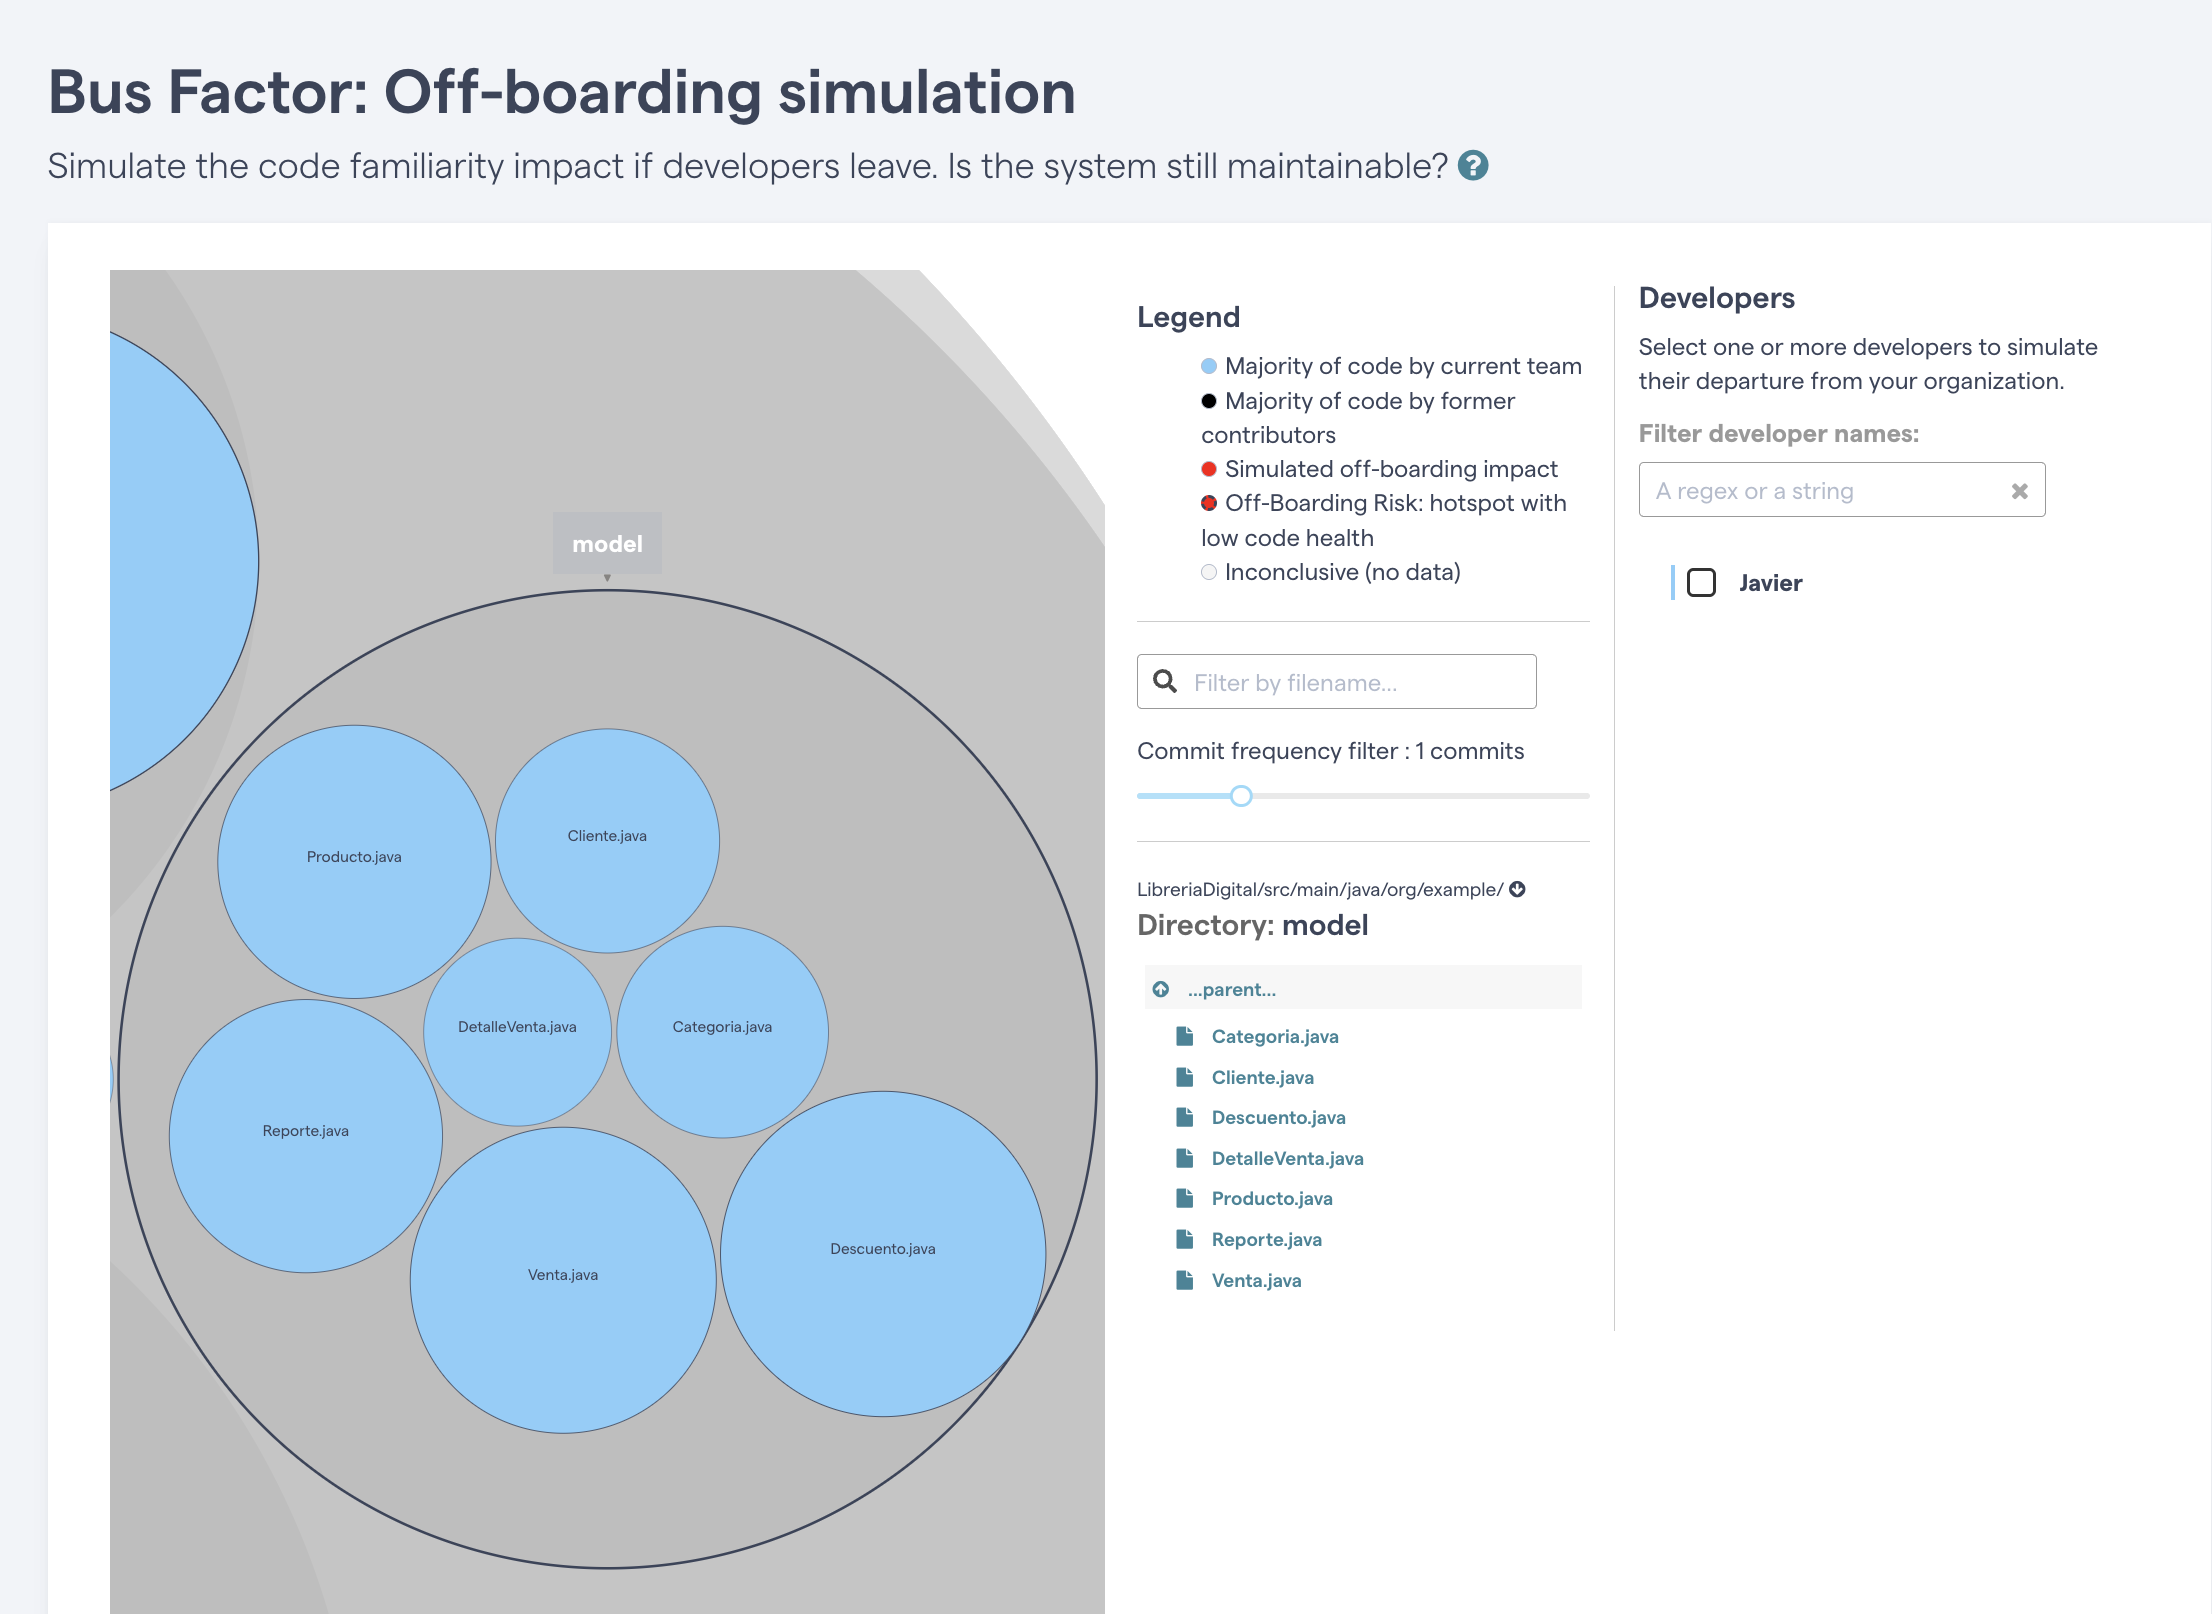 Bus Factor: Off-boarding simulation
Simulate the code familiarity impact if developers leave. Is the system still maintainable?
model
Producto.java
Cliente.java
DetalleVenta.java
Categoria.java
Reporte.java
Venta.java
Descuento.java
Legend
Majority of code by current team
Majority of code by former
contributors
Simulated off-boarding impact
Off-Boarding Risk: hotspot with
low code health
Inconclusive (no data)
Filter by filename...
Commit frequency filter : 1 commits
LibreriaDigital/src/main/java/org/example/
Directory: model
...parent...
Categoria.java
Cliente.java
Descuento.java
DetalleVenta.java
Producto.java
Reporte.java
Venta.java
Developers
Select one or more developers to simulate
their departure from your organization.
Filter developer names:
A regex or a string
Javier